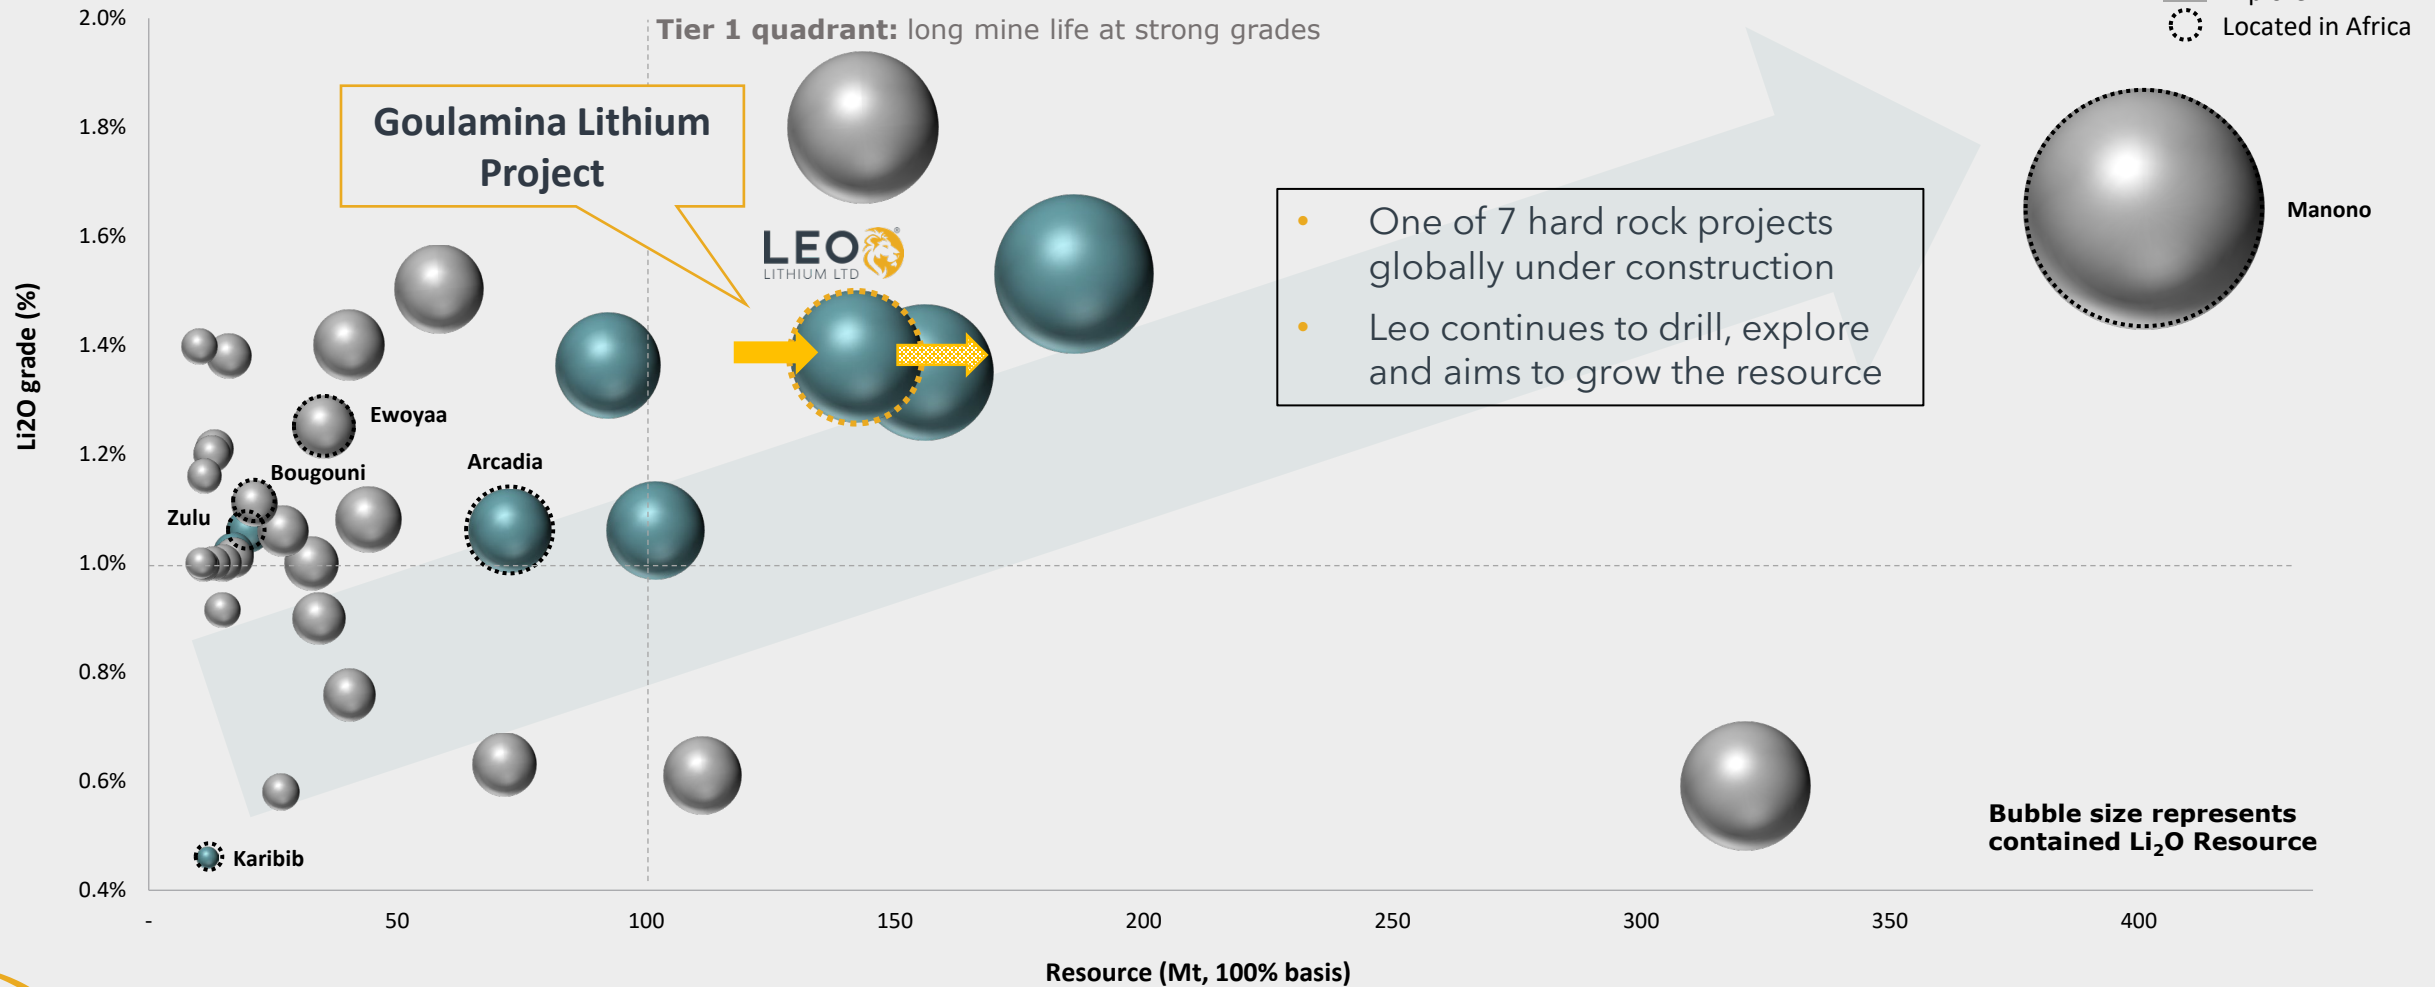 2.0%
Tier 1 quadrant: long mine life at strong grades
Located in Africa
1.8%
Goulamina Lithium
Project
LEO®
LITHIUM LTD
1.6%
1.4%
1.2%
1.0%
0.8%
0.6%
0.4%
Li2O grade (%)
• One of 7 hard rock projects
globally under construction
• Leo continues to drill, explore
and aims to grow the resource
Manono
Ewoyaa
Bougouni
Arcadia
Zulu
Karibib
Bubble size represents
contained Li₂O Resource
- 50 100 150 200 250 300 350 400
Resource (Mt, 100% basis)